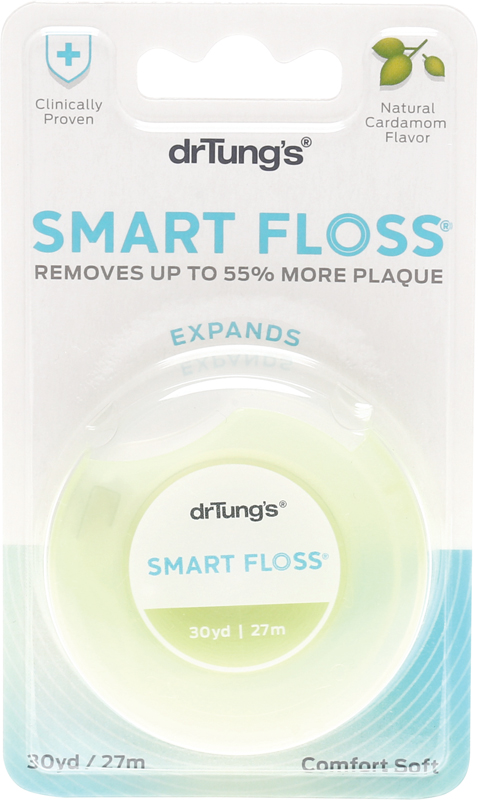 Clinically
Proven
Natural
Cardamom
Flavor
drTung's®
SMART FLOSS®
REMOVES UP TO 55% MORE PLAQUE
EXPANDS
drTung's®
SMART FLOSS®
30yd | 27m
30yd / 27m
Comfort Soft